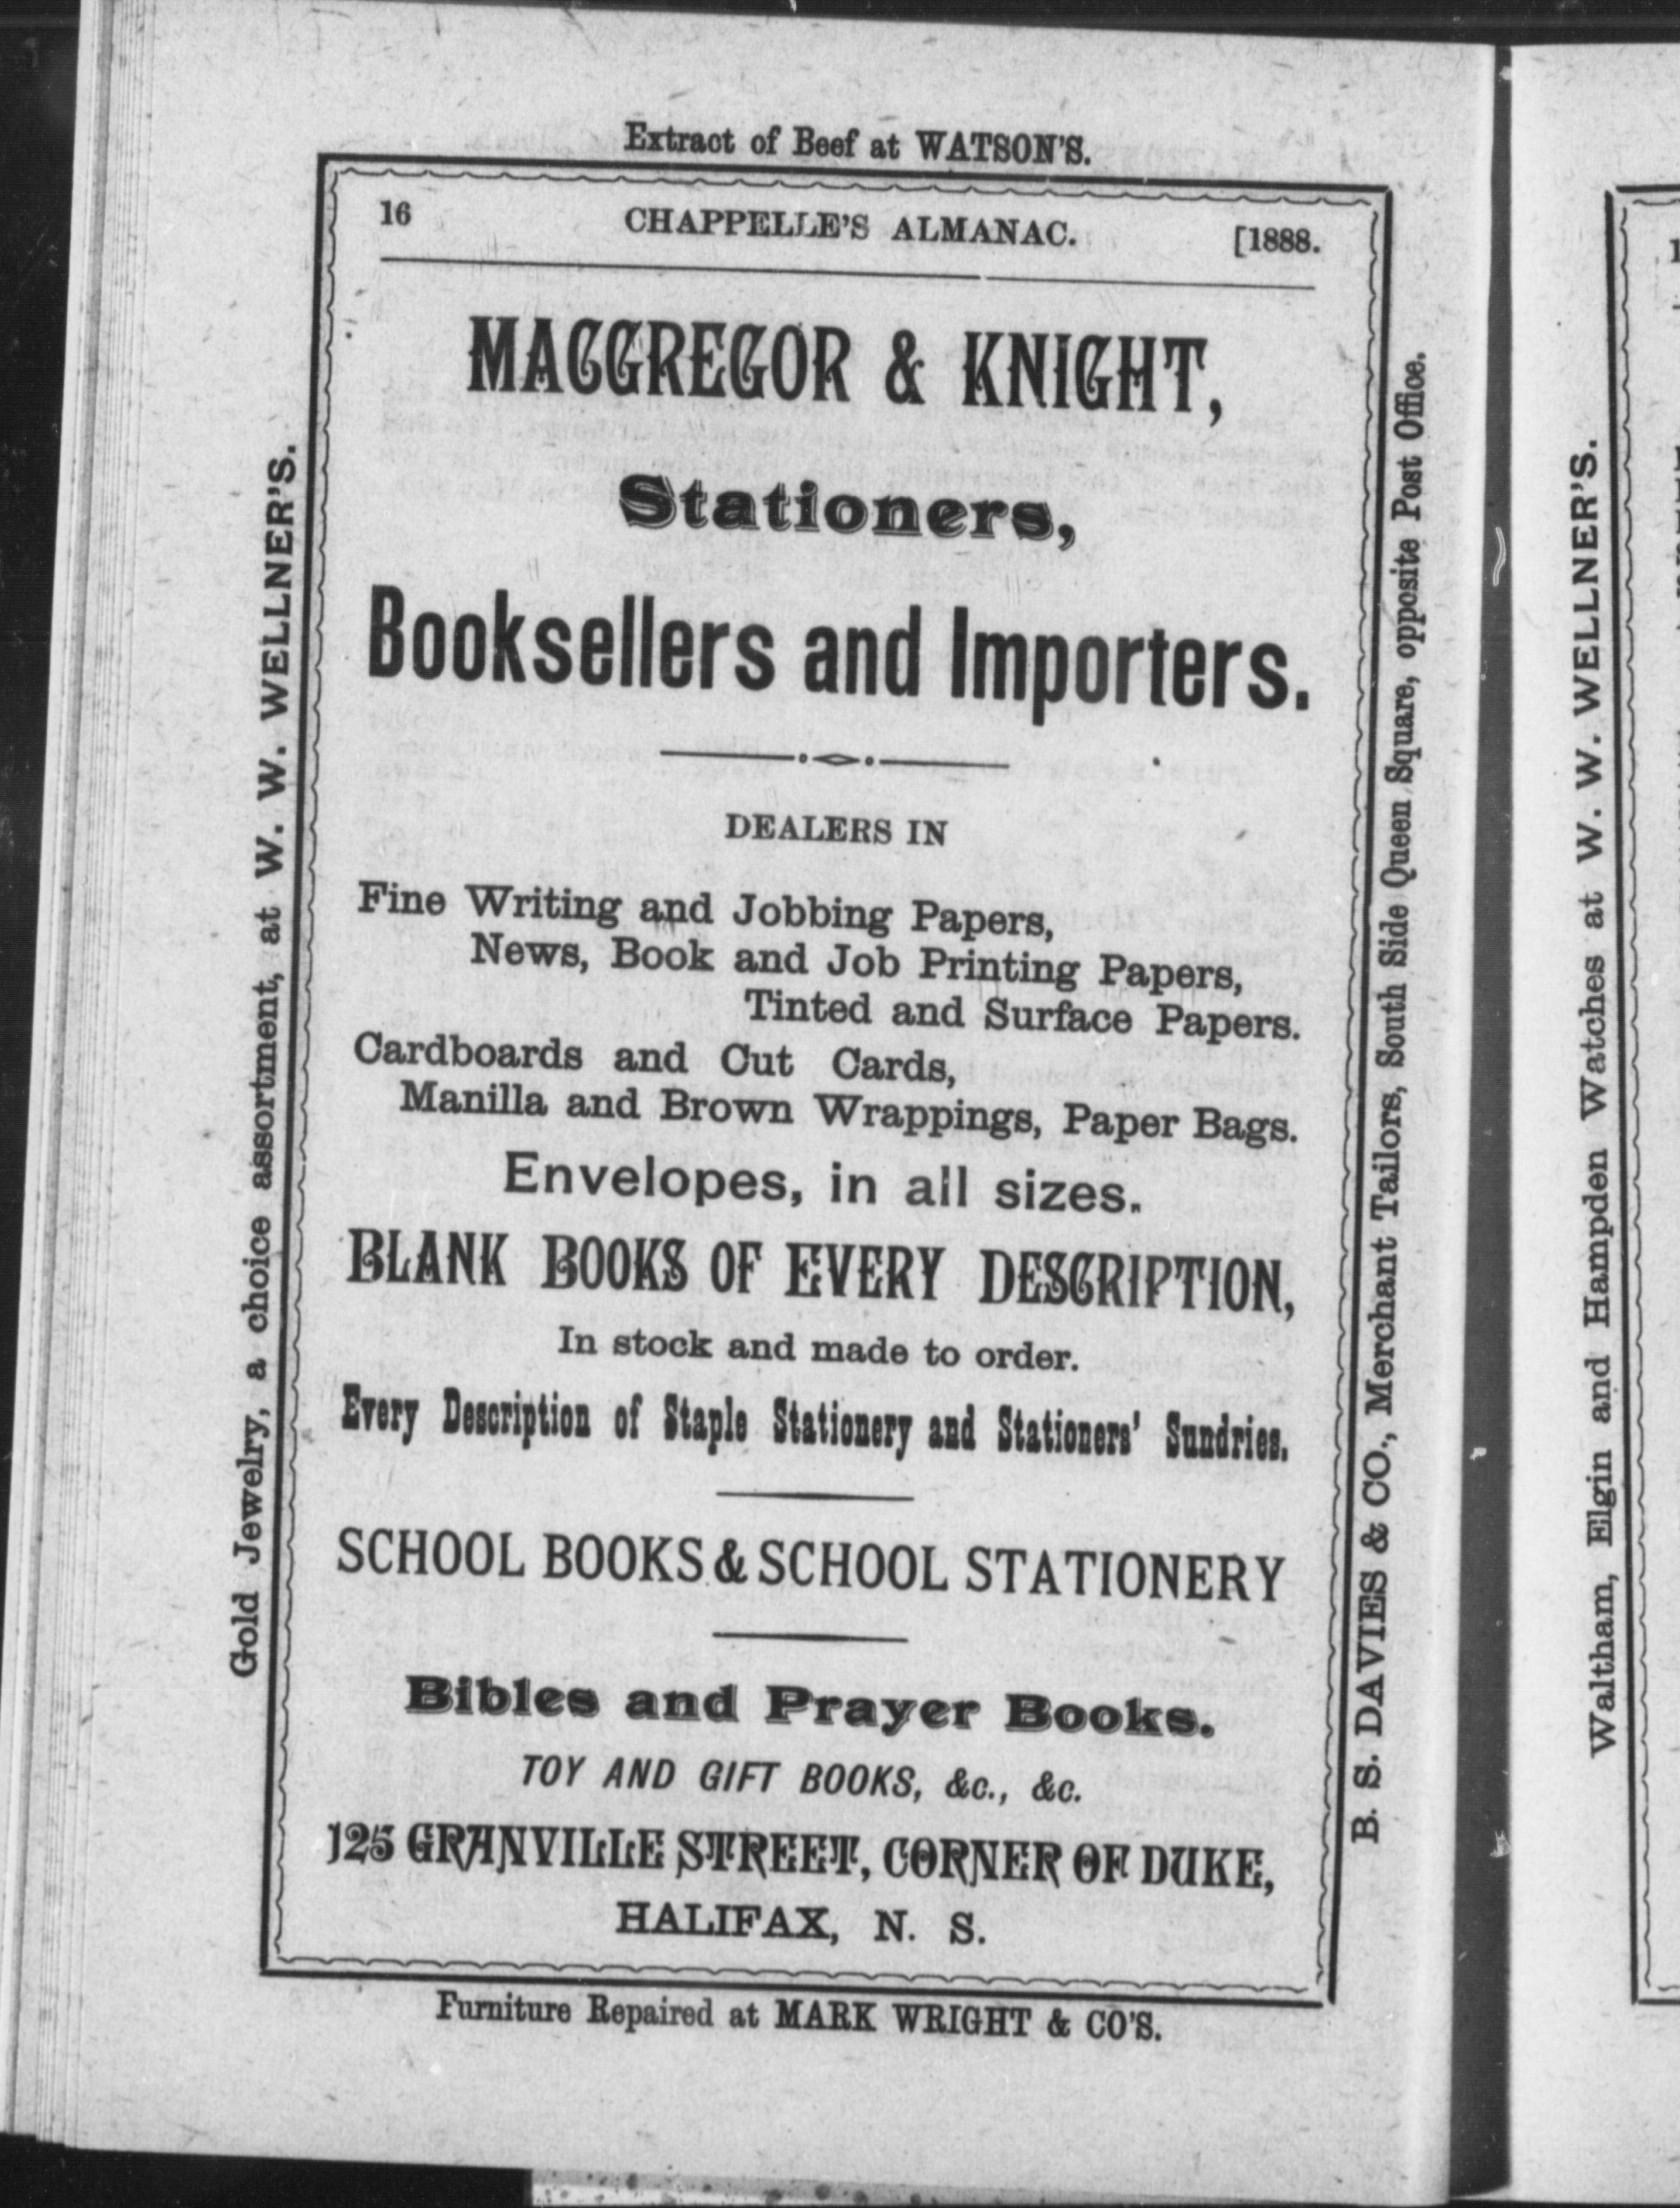 Extract of Beef at WATSON'S.
16 CHAPPELLE'S ALMANAC. [1888.
MACGREGOR & KNIGHT,
Stationers,
Booksellers and Importers.
DEALERS IN
Fine Writing and Jobbing Papers,
News, Book and Job Printing Papers,
Tinted and Surface Papers.
Cardboards and Cut Cards,
Manilla and Brown Wrappings, Paper Bags.
Envelopes, in all sizes.
BLANK BOOKS OF EVERY DESCRIPTION,
In stock and made to order.
Every Description of Staple Stationery and Stationers' Sundries.
SCHOOL BOOKS & SCHOOL STATIONERY
Bibles and Prayer Books.
TOY AND GIFT BOOKS, &c., &c.
125 GRANVILLE STREET, CORNER OF DUKE,
HALIFAX, N. S.
Furniture Repaired at MARK WRIGHT & CO'S.
Gold Jewelry, a choice assortment, at W. W. WELLNER'S.
B. S. DAVIES & CO., Merchant Tailors, South Side Queen Square, opposite Post Office.
Waltham, Elgin and Hampden Watches at W. W. WELLNER'S.